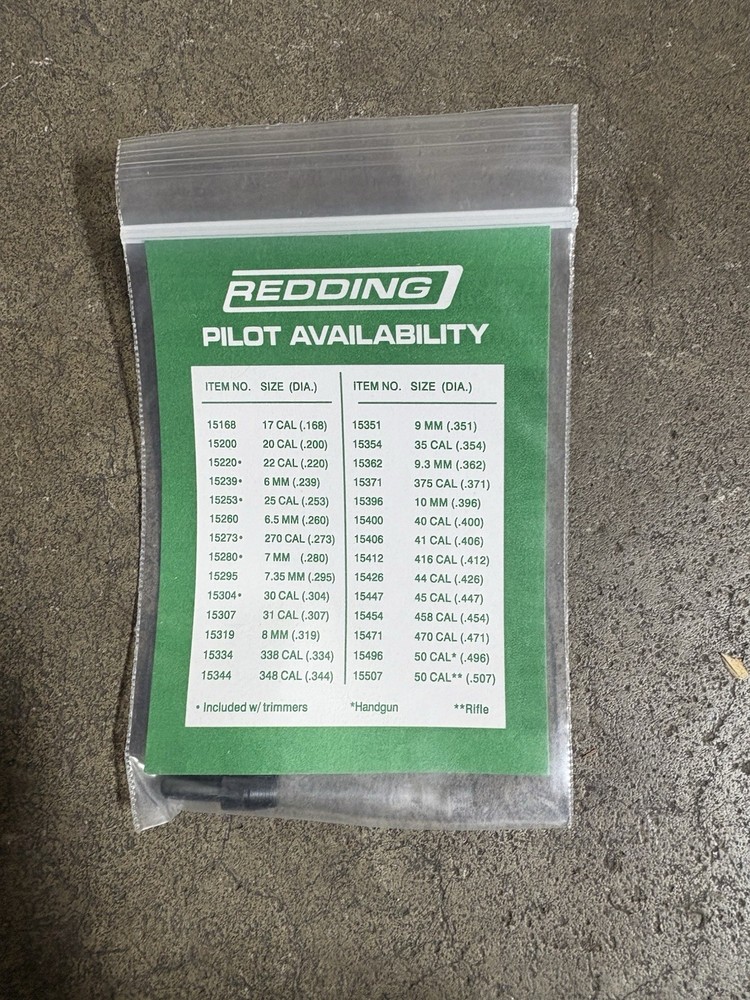 REDDING
PILOT AVAILABILITY
ITEM NO. SIZE (DIA.)
15168 17 CAL (.168)
15200 20 CAL (.200)
15220• 22 CAL (.220)
15239• 6 MM (.239)
15253• 25 CAL (.253)
15260 6.5 MM (.260)
15273• 270 CAL (.273)
15280• 7 MM (.280)
15295 7.35 MM (.295)
15304• 30 CAL (.304)
15307 31 CAL (.307)
15319 8 MM (.319)
15334 338 CAL (.334)
15344 348 CAL (.344)
ITEM NO. SIZE (DIA.)
15351 9 MM (.351)
15354 35 CAL (.354)
15362 9.3 MM (.362)
15371 375 CAL (.371)
15396 10 MM (.396)
15400 40 CAL (.400)
15406 41 CAL (.406)
15412 416 CAL (.412)
15426 44 CAL (.426)
15447 45 CAL (.447)
15454 458 CAL (.454)
15471 470 CAL (.471)
15496 50 CAL* (.496)
15507 50 CAL** (.507)
• Included w/ trimmers *Handgun **Rifle